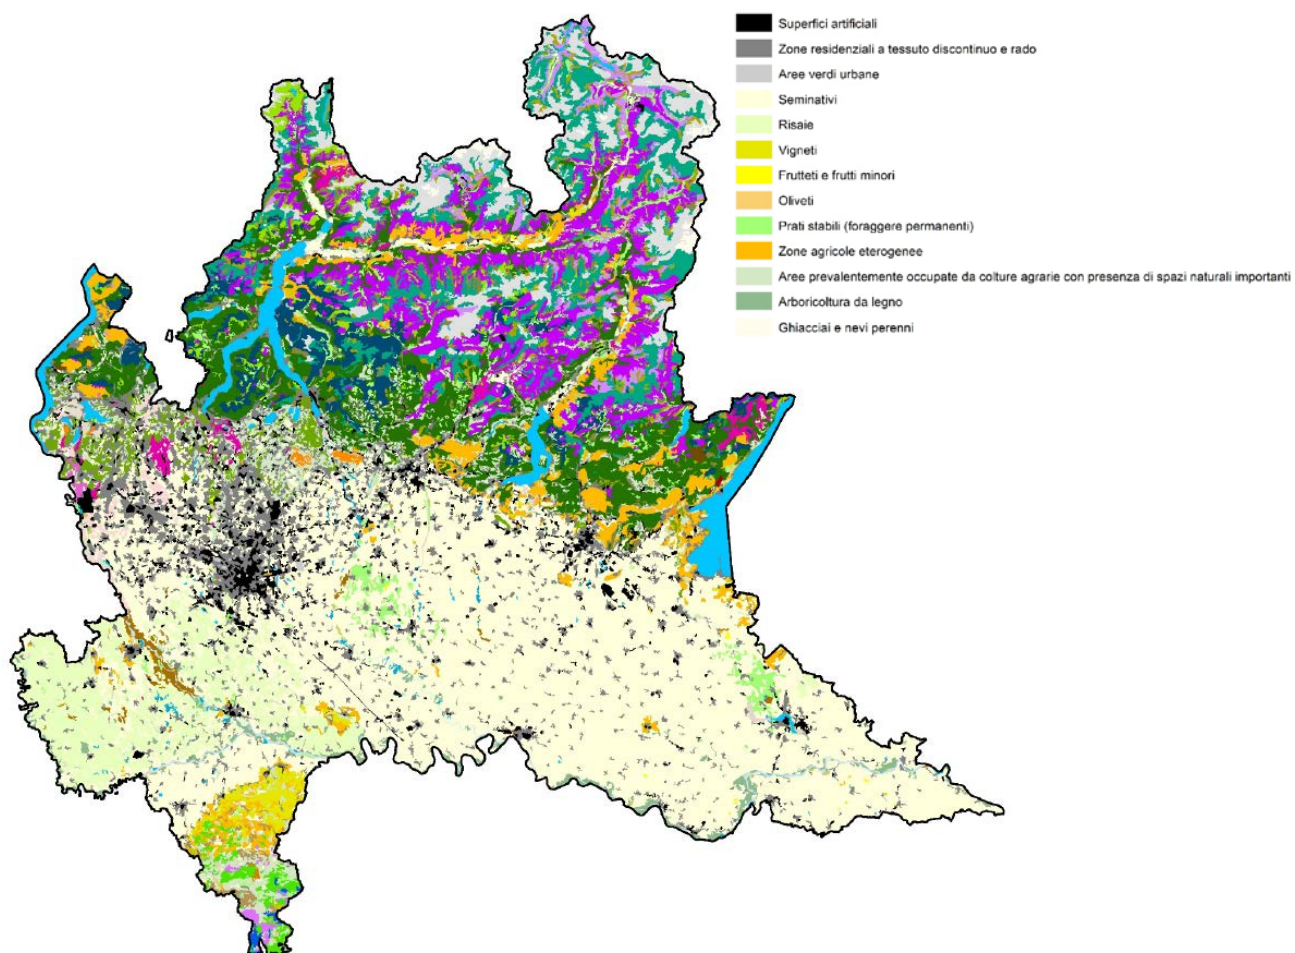 Superfici artificiali
Zone residenziali a tessuto discontinuo e rado
Aree verdi urbane
Seminativi
Risaie
Vigneti
Frutteti e frutti minori
Oliveti
Prati stabili (foraggere permanenti)
Zone agricole eterogenee
Aree prevalentemente occupate da colture agrarie con presenza di spazi naturali importanti
Arboricoltura da legno
Ghiacciai e nevi perenni